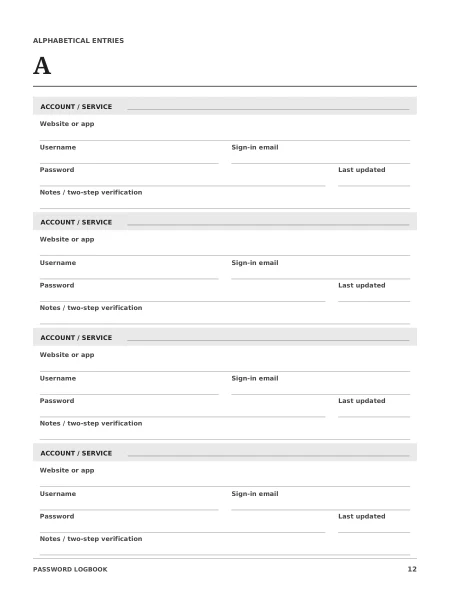 ALPHABETICAL ENTRIES
A
ACCOUNT / SERVICE
Website or app
Username Sign-in email
Password Last updated
Notes / two-step verification
ACCOUNT / SERVICE
Website or app
Username Sign-in email
Password Last updated
Notes / two-step verification
ACCOUNT / SERVICE
Website or app
Username Sign-in email
Password Last updated
Notes / two-step verification
ACCOUNT / SERVICE
Website or app
Username Sign-in email
Password Last updated
Notes / two-step verification
PASSWORD LOGBOOK 12